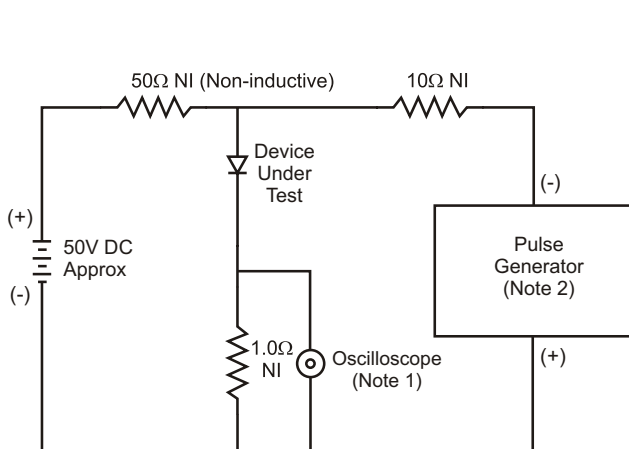 50Ω NI (Non-inductive)
10Ω NI
Device
Under
Test
(-)
(+)
50V DC
Approx
(-)
Pulse
Generator
(Note 2)
1.0Ω
NI
Oscilloscope
(Note 1)
(+)